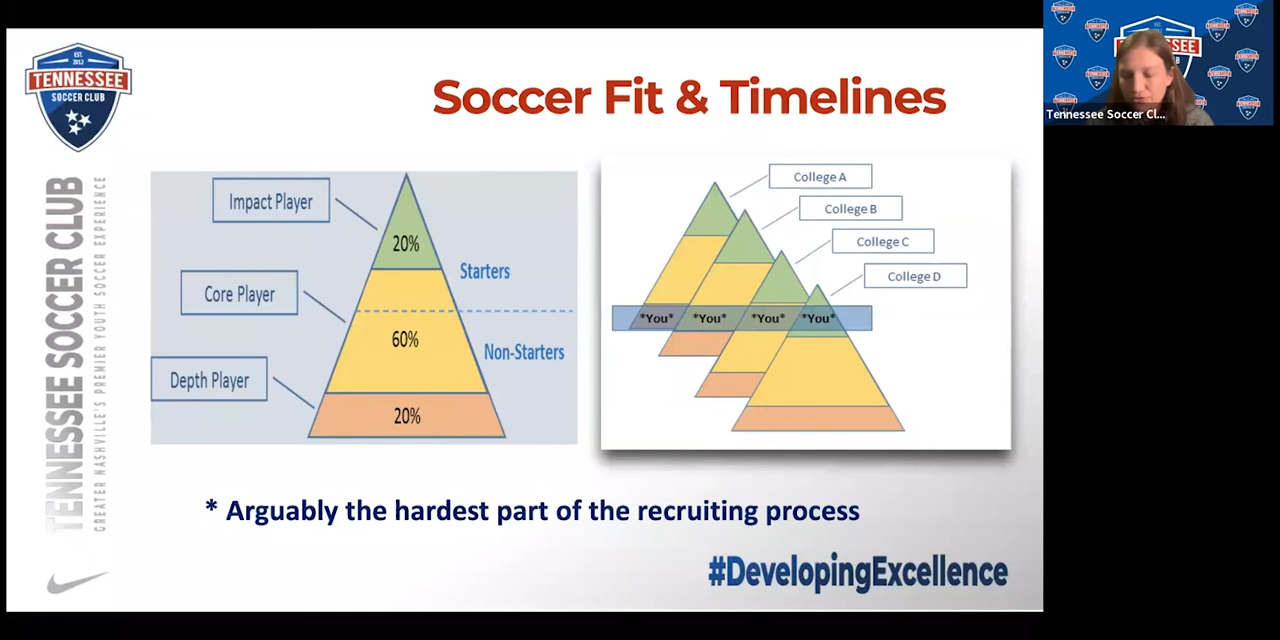 EST.
2012
TENNESSEE
SOCCER CLUB
TENNESSEE SOCCER CLUB
GREATER NASHVILLE'S PREMIER YOUTH SOCCER EXPERIENCE
Soccer Fit & Timelines
Impact Player
Core Player
Depth Player
20%
60%
20%
Starters
Non-Starters
College A
College B
College C
College D
*You*
*You*
*You*
*You*
* Arguably the hardest part of the recruiting process
#DevelopingExcellence
Tennessee Soccer Cl...